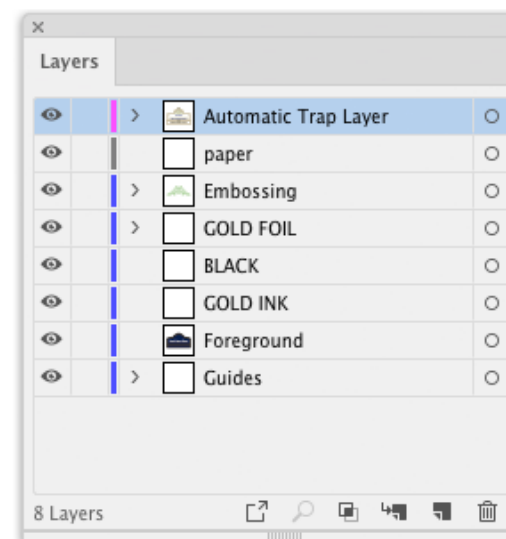 Layers
Automatic Trap Layer
paper
Embossing
GOLD FOIL
BLACK
GOLD INK
Foreground
Guides
8 Layers